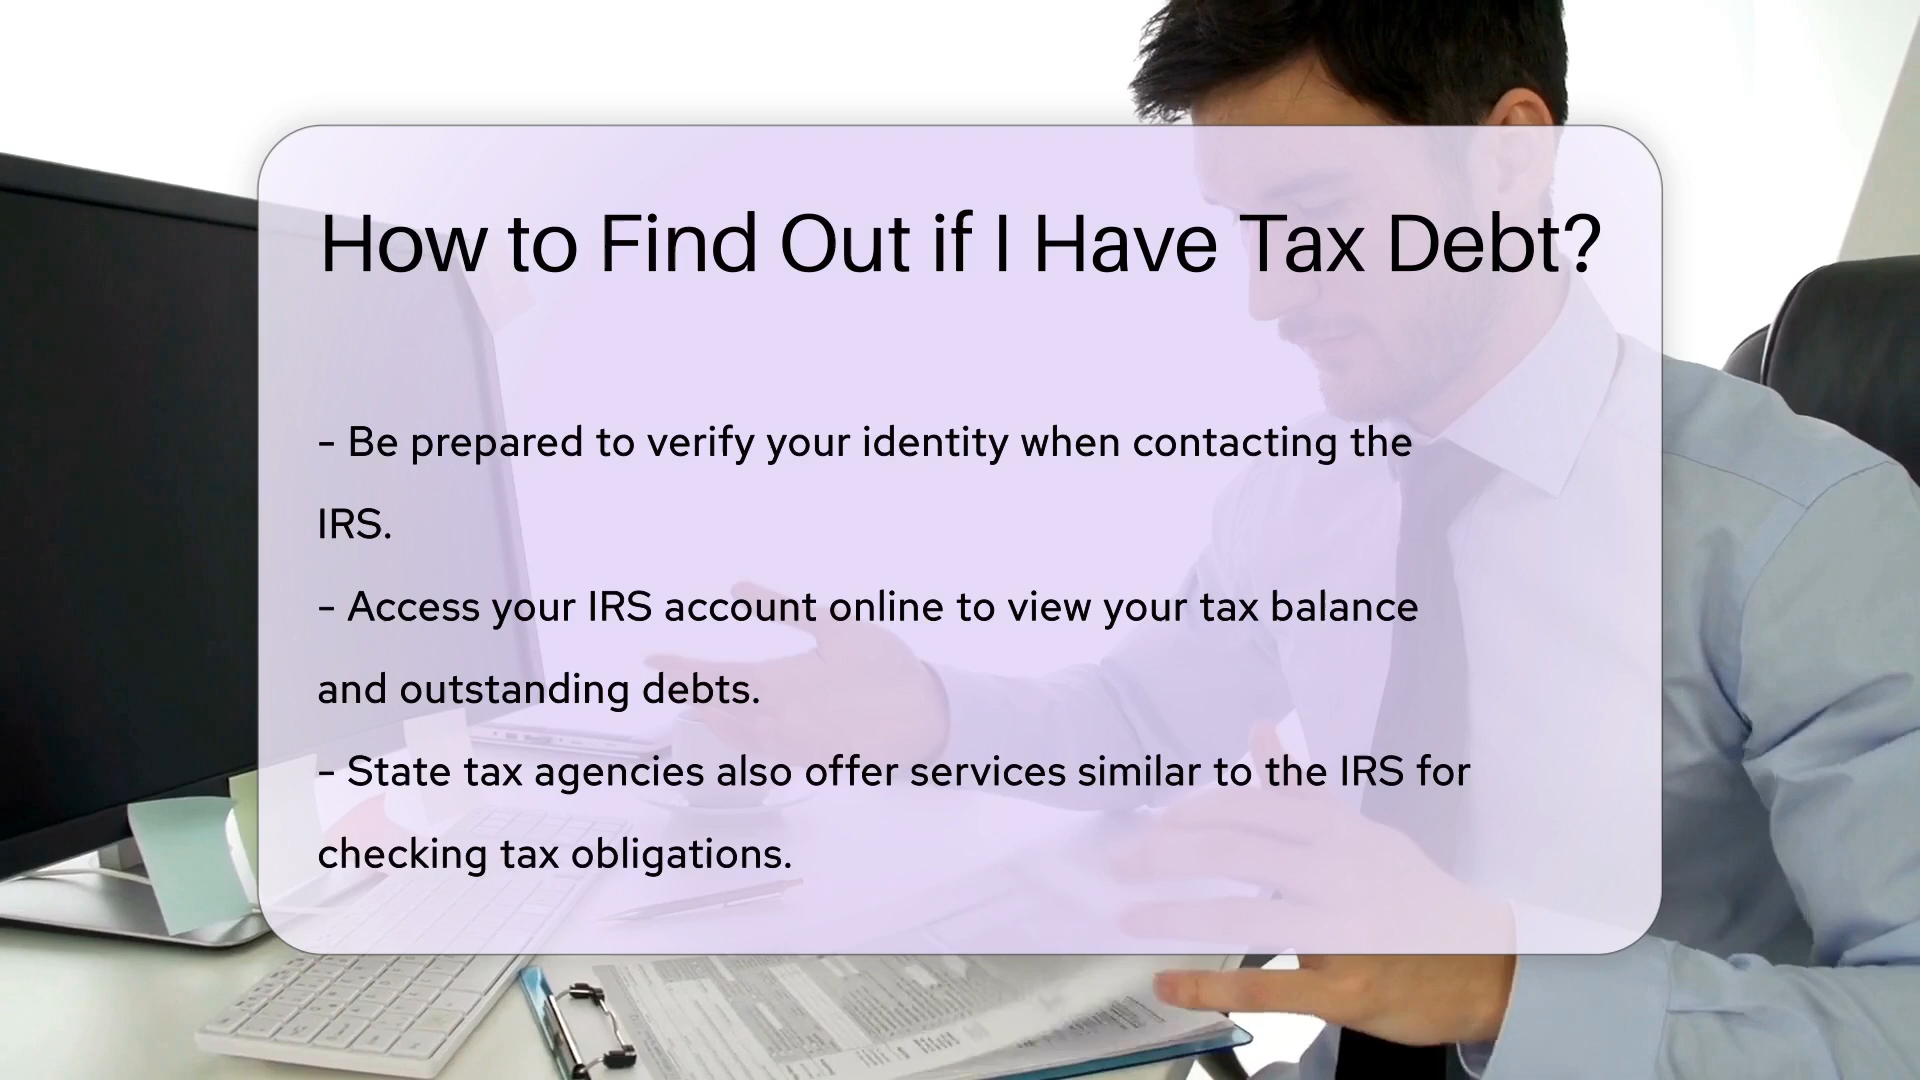 How to Find Out if I Have Tax Debt?
– Be prepared to verify your identity when contacting the
IRS.
– Access your IRS account online to view your tax balance
and outstanding debts.
– State tax agencies also offer services similar to the IRS for
checking tax obligations.